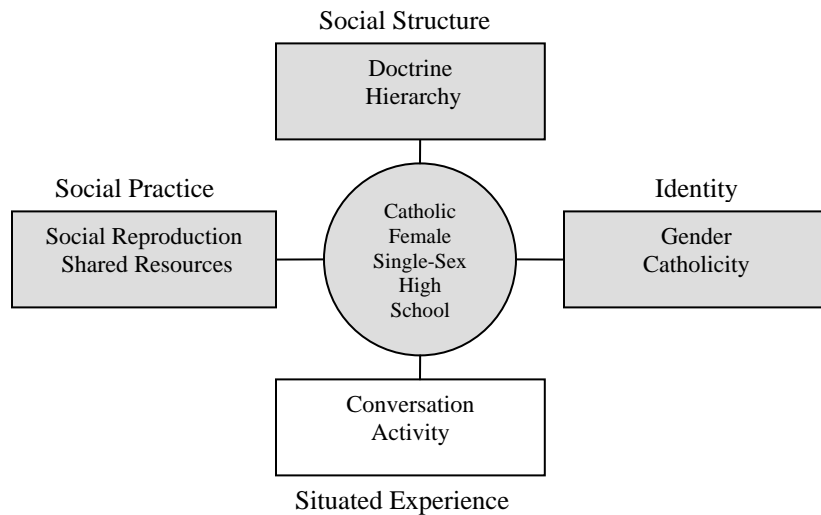 Social Structure
Doctrine
Hierarchy
Social Practice
Social Reproduction
Shared Resources
Catholic
Female
Single-Sex
High
School
Identity
Gender
Catholicity
Conversation
Activity
Situated Experience